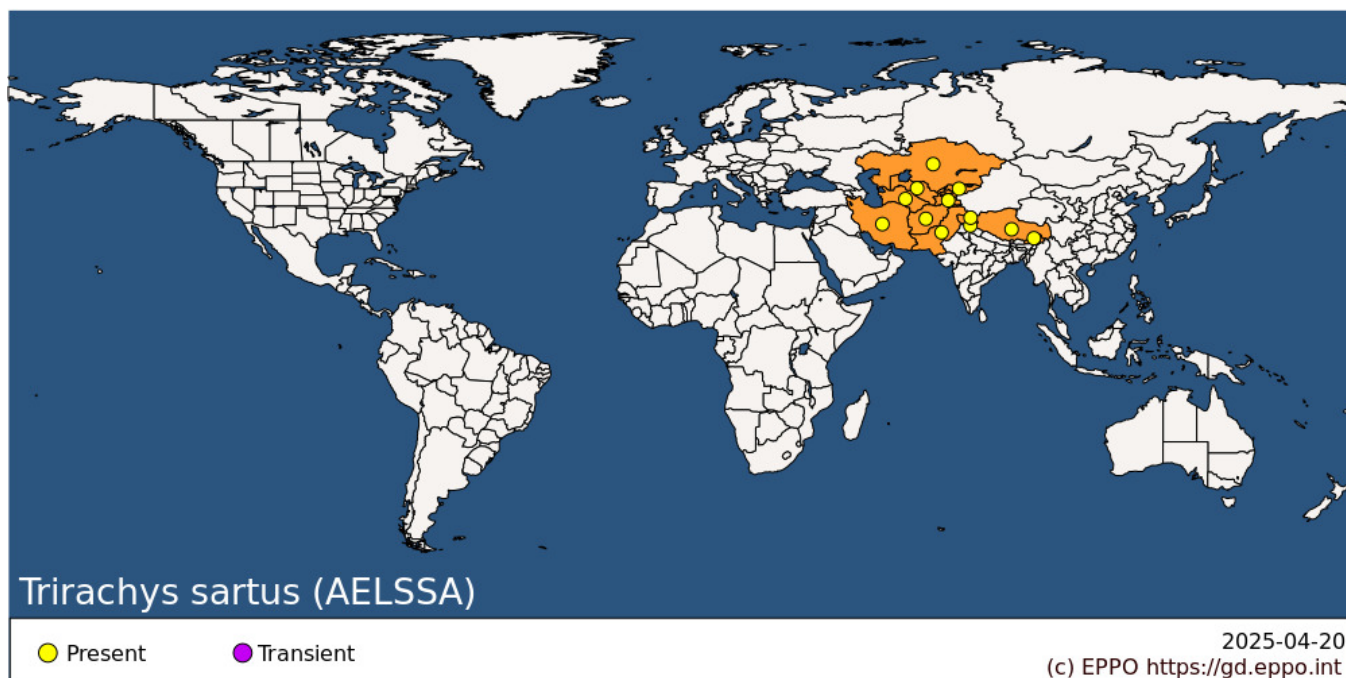 Trirachys sartus (AELSSA)
Present
Transient
2025-04-20
(c) EPPO https://gd.eppo.int